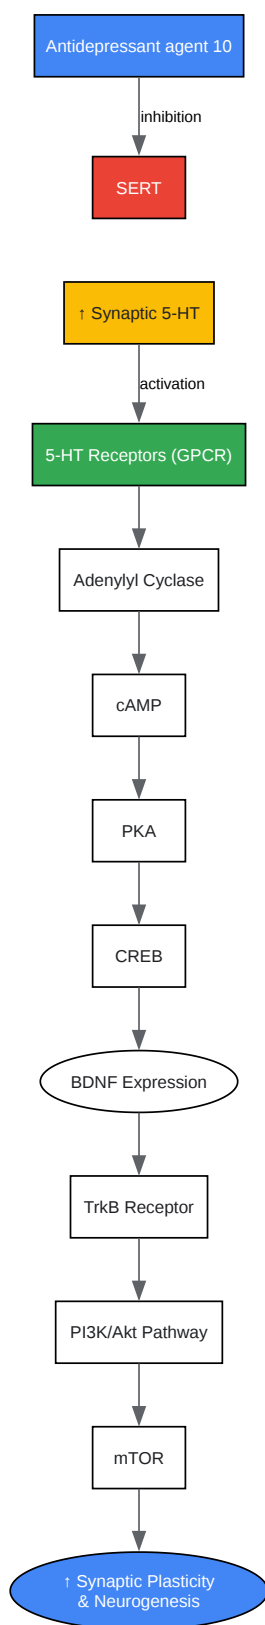 Antidepressant agent 10
inhibition
SERT
↑ Synaptic 5-HT
activation
5-HT Receptors (GPCR)
Adenylyl Cyclase
cAMP
PKA
CREB
BDNF Expression
TrkB Receptor
PI3K/Akt Pathway
mTOR
↑ Synaptic Plasticity
& Neurogenesis